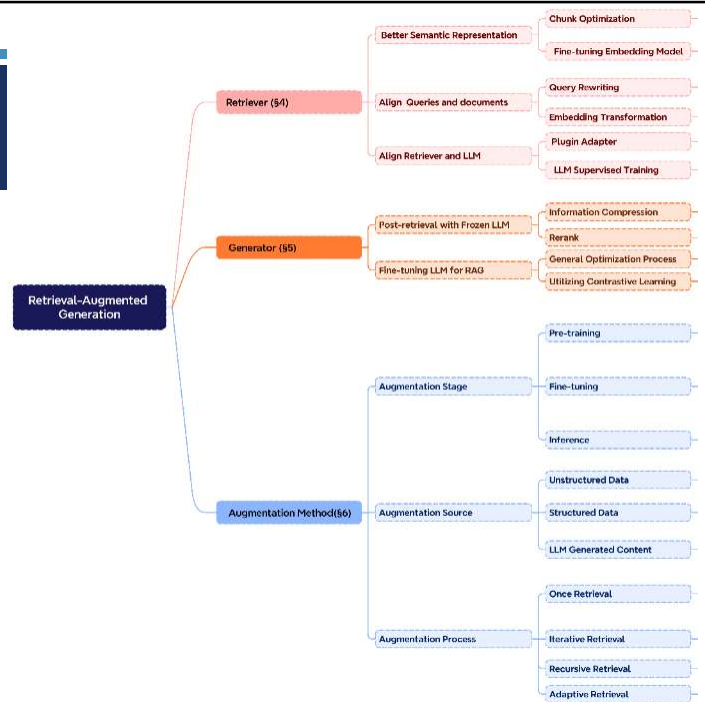 Retrieval-Augmented
Generation
Retriever (§4)
Better Semantic Representation
Chunk Optimization
Fine-tuning Embedding Model
Align Queries and documents
Query Rewriting
Embedding Transformation
Align Retriever and LLM
Plugin Adapter
LLM Supervised Training
Generator (§5)
Post-retrieval with Frozen LLM
Information Compression
Rerank
Fine-tuning LLM for RAG
General Optimization Process
Utilizing Contrastive Learning
Augmentation Method(§6)
Augmentation Stage
Pre-training
Fine-tuning
Inference
Augmentation Source
Unstructured Data
Structured Data
LLM Generated Content
Augmentation Process
Once Retrieval
Iterative Retrieval
Recursive Retrieval
Adaptive Retrieval